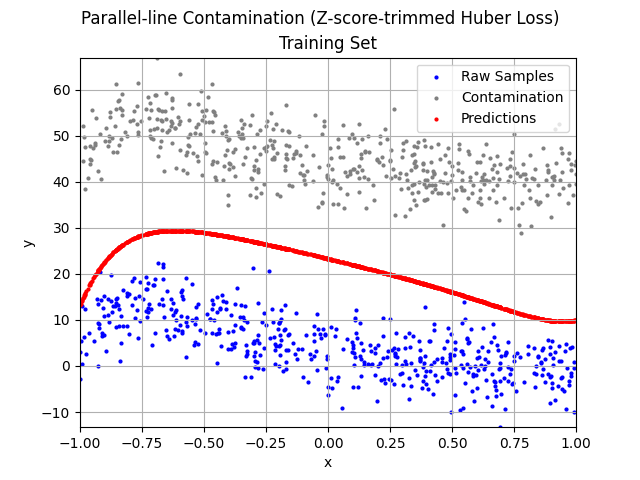 Parallel-line Contamination (Z-score-trimmed Huber Loss)
Training Set
Raw Samples
Contamination
Predictions
y
60
50
40
30
20
10
0
−10
−1.00 −0.75 −0.50 −0.25 0.00 0.25 0.50 0.75 1.00
x